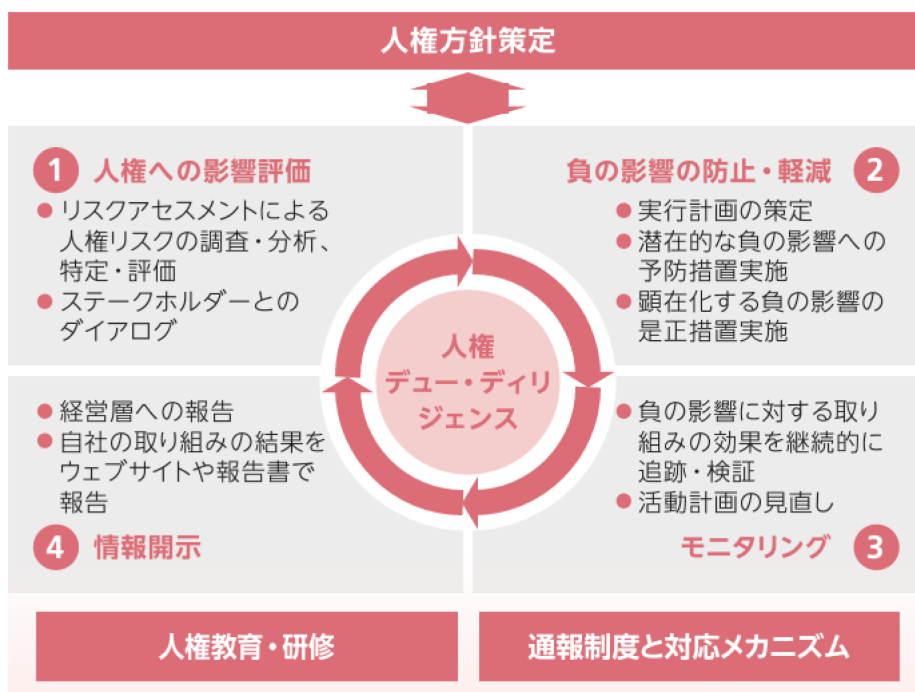 人権方針策定
1 人権への影響評価
● リスクアセスメントによる
人権リスクの調査・分析、
特定・評価
● ステークホルダーとの
ダイアログ
負の影響の防止・軽減 2
● 実行計画の策定
● 潜在的な負の影響への
予防措置実施
● 顕在化する負の影響の
是正措置実施
人権
デュー・ディリ
ジェンス
● 負の影響に対する取り
組みの効果を継続的に
追跡・検証
● 活動計画の見直し
モニタリング 3
● 経営層への報告
● 自社の取り組みの結果を
ウェブサイトや報告書で
報告
4 情報開示
人権教育・研修
通報制度と対応メカニズム